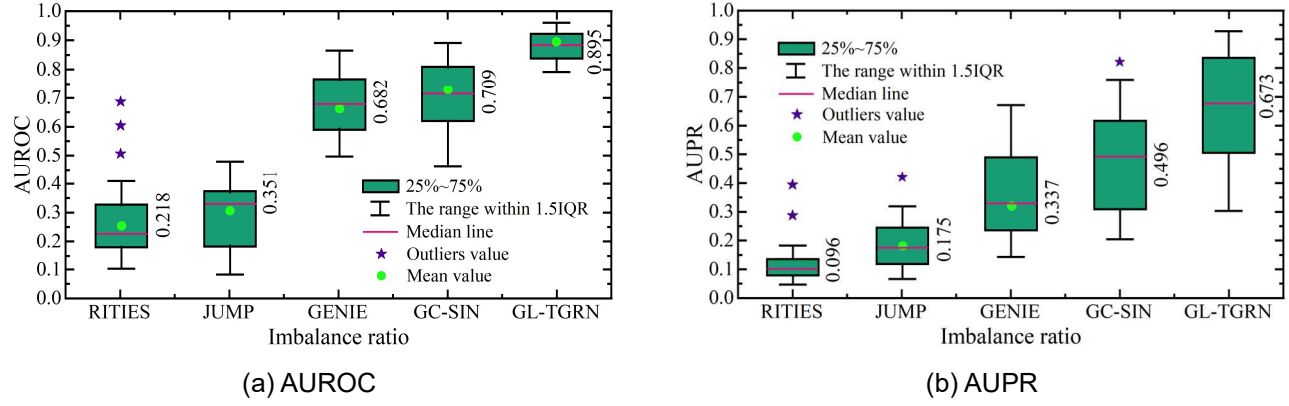 AUROC
1.0
0.9
0.8
0.7
0.6
0.5
0.4
0.3
0.2
0.1
0.0
0.218
0.351
0.682
0.709
0.895
25%~75%
The range within 1.5IQR
Median line
Outliers value
Mean value
RITIES JUMP GENIE GC-SIN GL-TGRN
Imbalance ratio
(a) AUROC
AUPR
1.0
0.9
0.8
0.7
0.6
0.5
0.4
0.3
0.2
0.1
0.0
25%~75%
The range within 1.5IQR
Median line
Outliers value
Mean value
0.096
0.175
0.337
0.496
0.673
RITIES JUMP GENIE GC-SIN GL-TGRN
Imbalance ratio
(b) AUPR